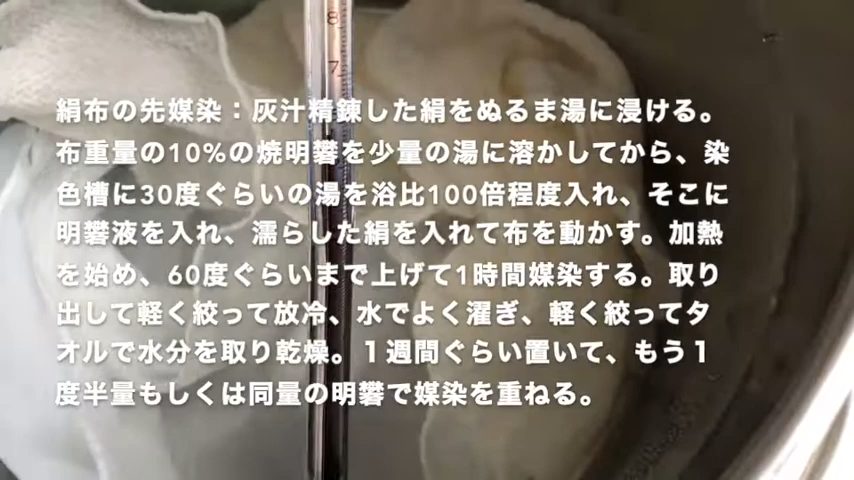 8
7
絹布の先媒染：灰汁精錬した絹をぬるま湯に浸ける。
布重量の10%の焼明礬を少量の湯に溶かしてから、染
色槽に30度ぐらいの湯を浴比100倍程度入れ、そこに
明礬液を入れ、濡らした絹を入れて布を動かす。加熱
を始め、60度ぐらいまで上げて1時間媒染する。取り
出して軽く絞って放冷、水でよく濯ぎ、軽く絞ってタ
オルで水分を取り乾燥。１週間ぐらい置いて、もう１
度半量もしくは同量の明礬で媒染を重ねる。